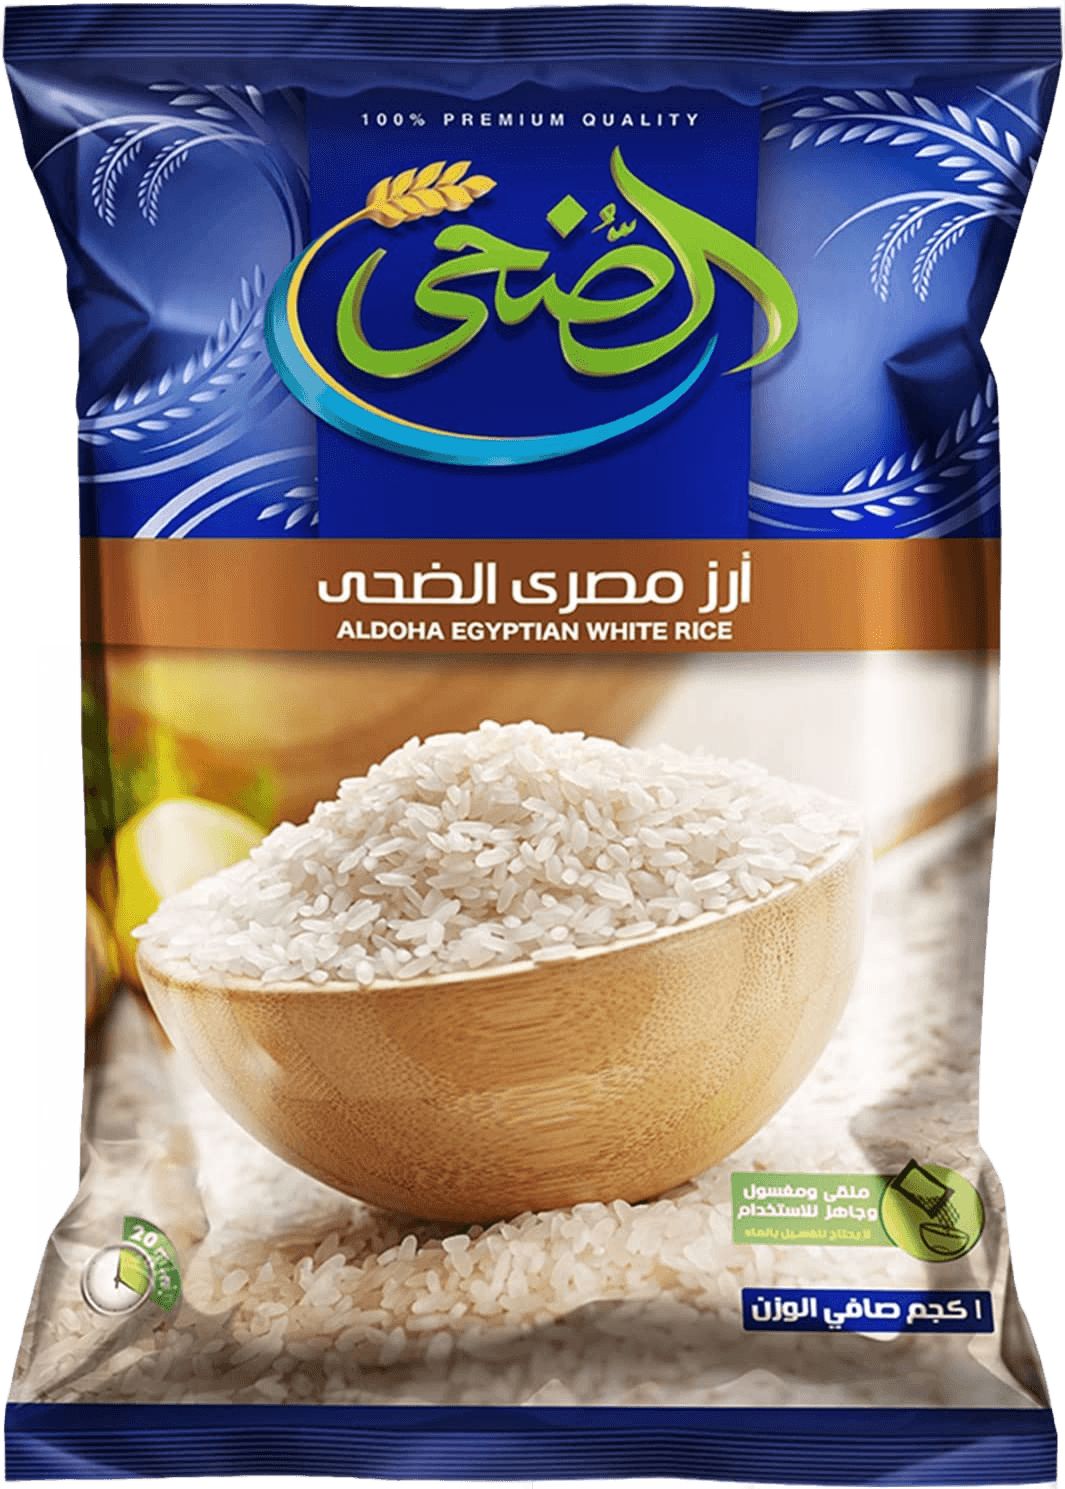 100% PREMIUM QUALITY
الضُّحى
أرز مصرى الضحى
ALDOHA EGYPTIAN WHITE RICE
منقى ومغسول
وجاهز للاستخدام
لا يحتاج للغسيل بالماء
20
١ كجم صافي الوزن